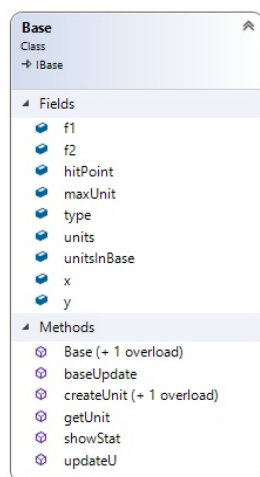 Base
Class
IBase
Fields
f1
f2
hitPoint
maxUnit
type
units
unitsInBase
x
y
Methods
Base (+ 1 overload)
baseUpdate
createUnit (+ 1 overload)
getUnit
showStat
updateU